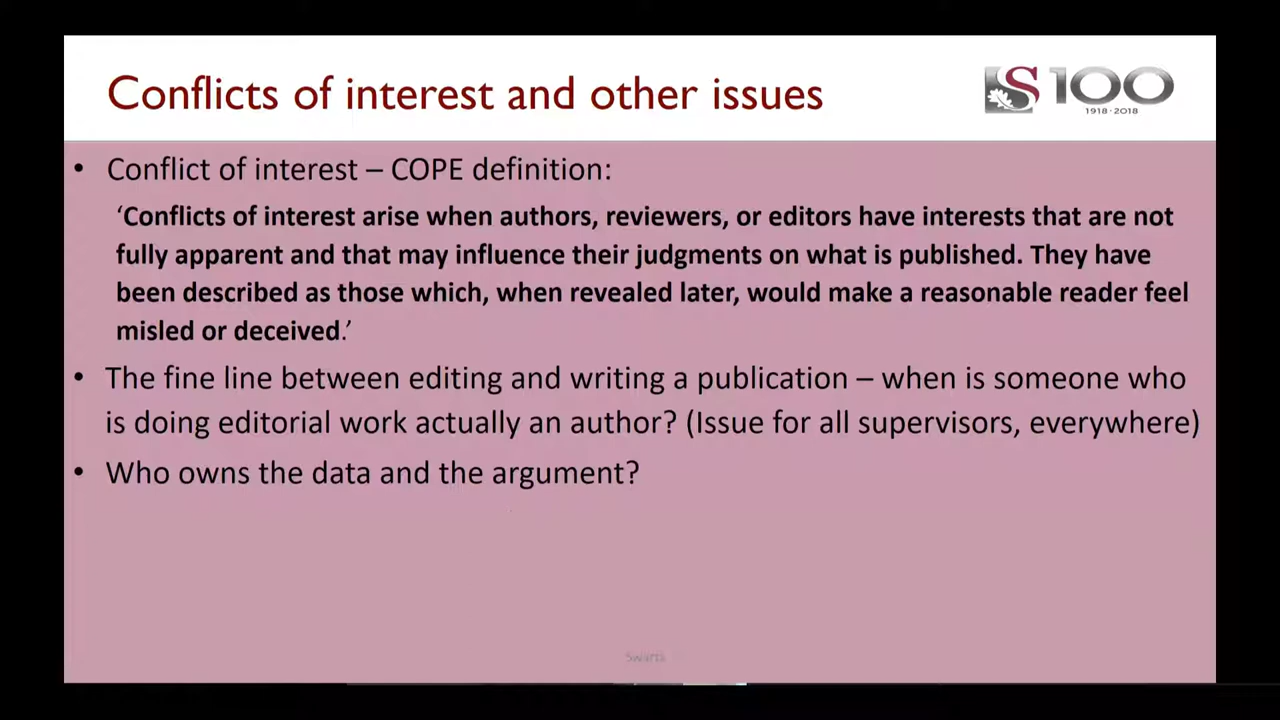 Conflicts of interest and other issues
S100
1918 · 2018
• Conflict of interest – COPE definition:
‘Conflicts of interest arise when authors, reviewers, or editors have interests that are not
fully apparent and that may influence their judgments on what is published. They have
been described as those which, when revealed later, would make a reasonable reader feel
misled or deceived.’
• The fine line between editing and writing a publication – when is someone who
is doing editorial work actually an author? (Issue for all supervisors, everywhere)
• Who owns the data and the argument?
Swartz